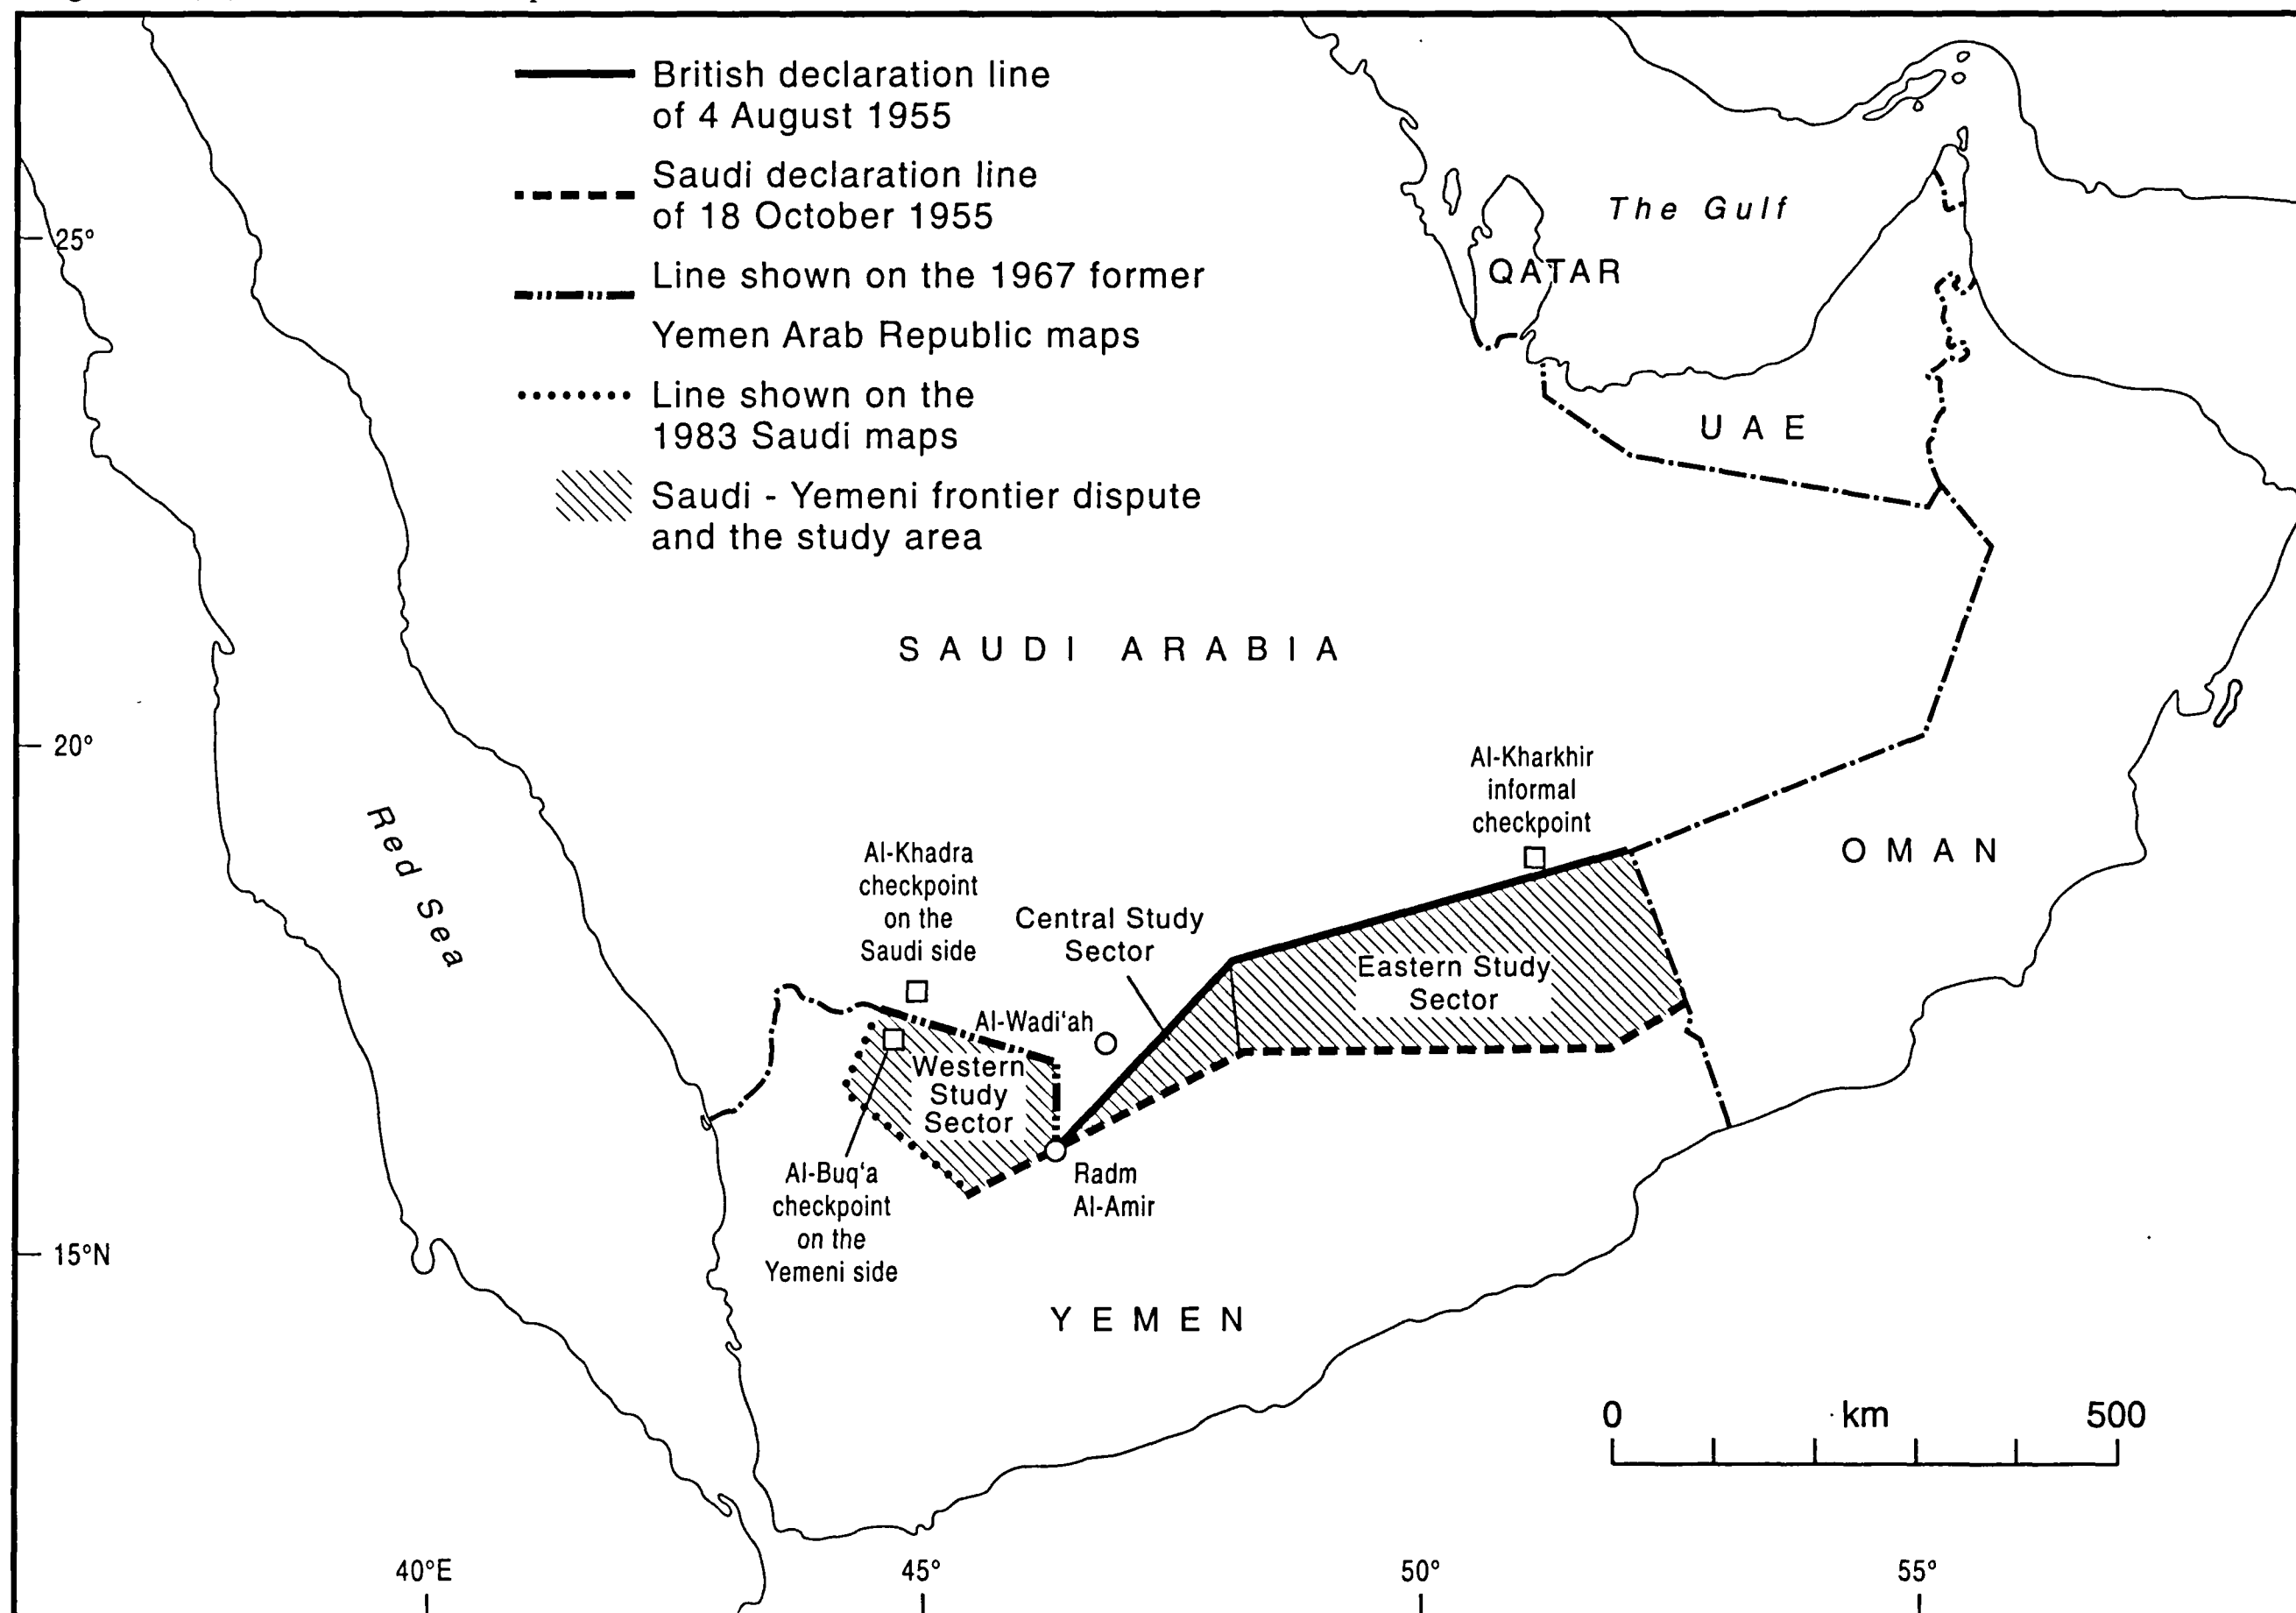 British declaration line
of 4 August 1955
Saudi declaration line
of 18 October 1955
Line shown on the 1967 former
Yemen Arab Republic maps
Line shown on the
1983 Saudi maps
Saudi - Yemeni frontier dispute
and the study area
The Gulf
QATAR
UAE
25°
SAUDI ARABIA
20°
Red Sea
Al-Kharkhir
informal
checkpoint
OMAN
Al-Khadra
checkpoint
on the
Saudi side
Central Study
Sector
Eastern Study
Sector
Al-Wadi‘ah
Western
Study
Sector
Al-Buq‘a
checkpoint
on the
Yemeni side
Radm
Al-Amir
15°N
YEMEN
0 km 500
40°E 45° 50° 55°